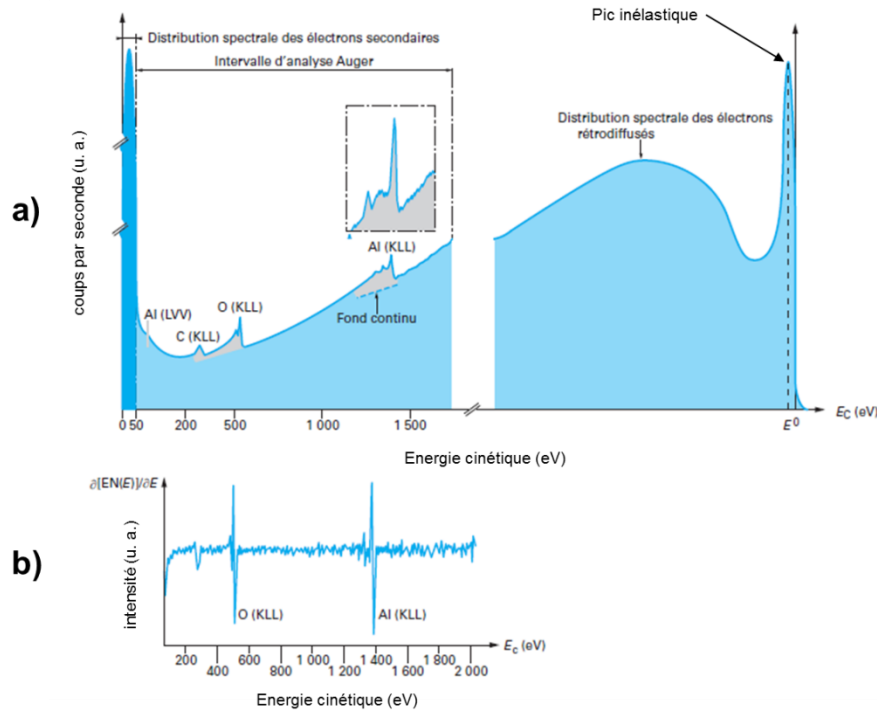 Pic inélastique
Distribution spectrale des électrons secondaires
Intervalle d'analyse Auger
Distribution spectrale des électrons
rétrodiffusés
coups par seconde (u. a.)
a)
Al (KLL)
Al (LVV)
O (KLL)
C (KLL)
Fond continu
0 50 200 500 1 000 1 500 E⁰ E_C (eV)
Energie cinétique (eV)
∂[EN(E)]/∂E
b)
intensité (u. a.)
O (KLL) Al (KLL)
E_c (eV)
200 600 1 000 1 400 1 800
400 800 1 200 1 600 2 000
Energie cinétique (eV)